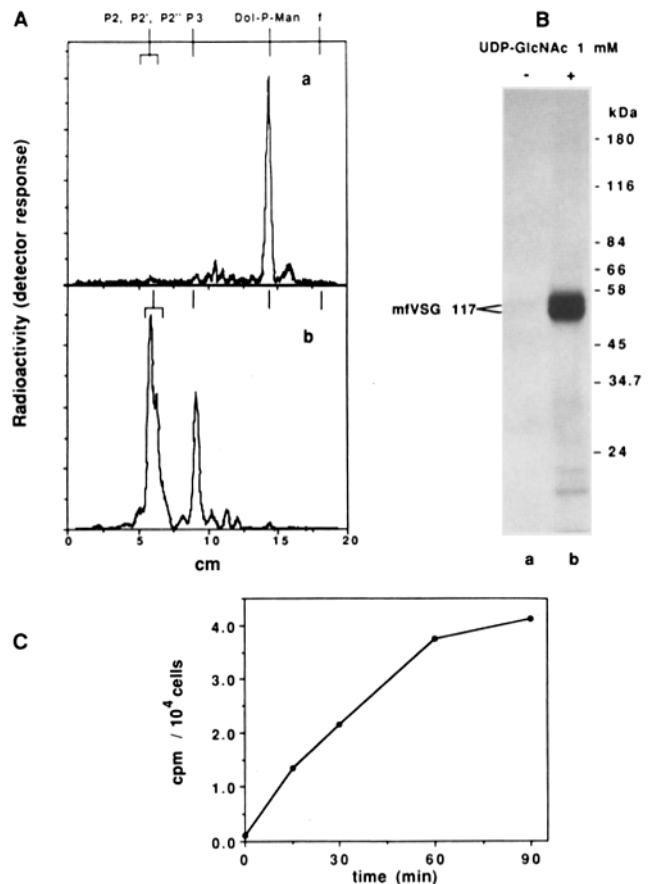 A
P2, P2', P2'' P3 Dol-P-Man f
a
b
Radioactivity (detector response)
0 5 10 15 20
cm
B
UDP-GlcNAc 1 mM
- +
kDa
- 180
- 116
- 84
- 66
- 58
mfVSG 117
- 45
- 34.7
- 24
a b
C
cpm / 10⁴ cells
4.0
3.0
2.0
1.0
0.0
0 30 60 90
time (min)